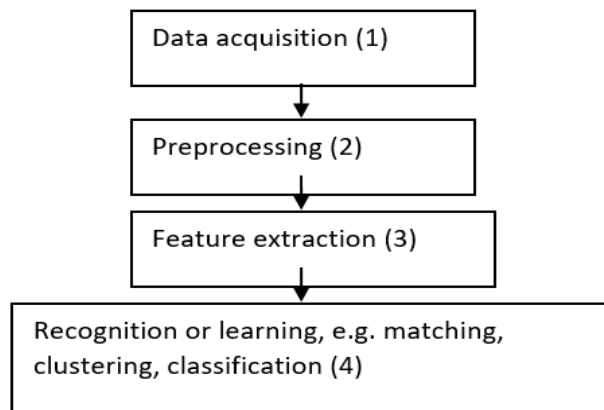 Data acquisition (1)
Preprocessing (2)
Feature extraction (3)
Recognition or learning, e.g. matching,
clustering, classification (4)